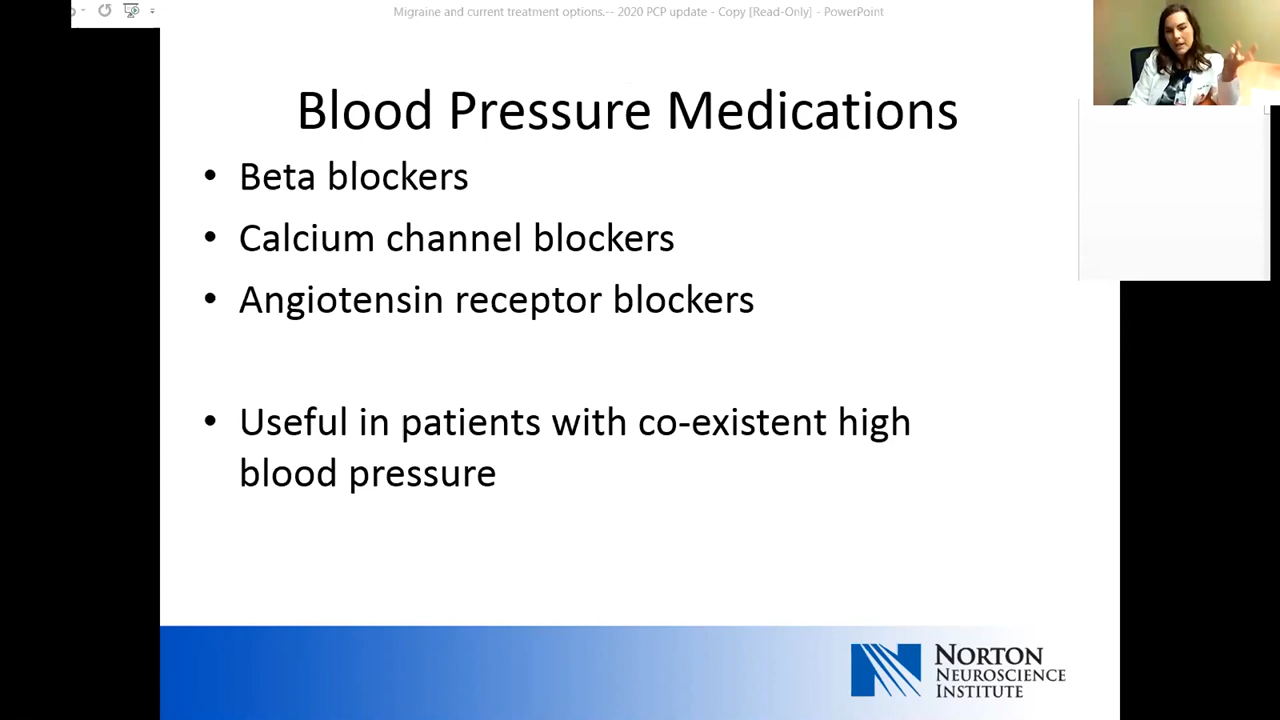 Migraine and current treatment options.-- 2020 PCP update - Copy [Read-Only] - PowerPoint
Blood Pressure Medications
• Beta blockers
• Calcium channel blockers
• Angiotensin receptor blockers
• Useful in patients with co-existent high
blood pressure
NORTON
NEUROSCIENCE
INSTITUTE